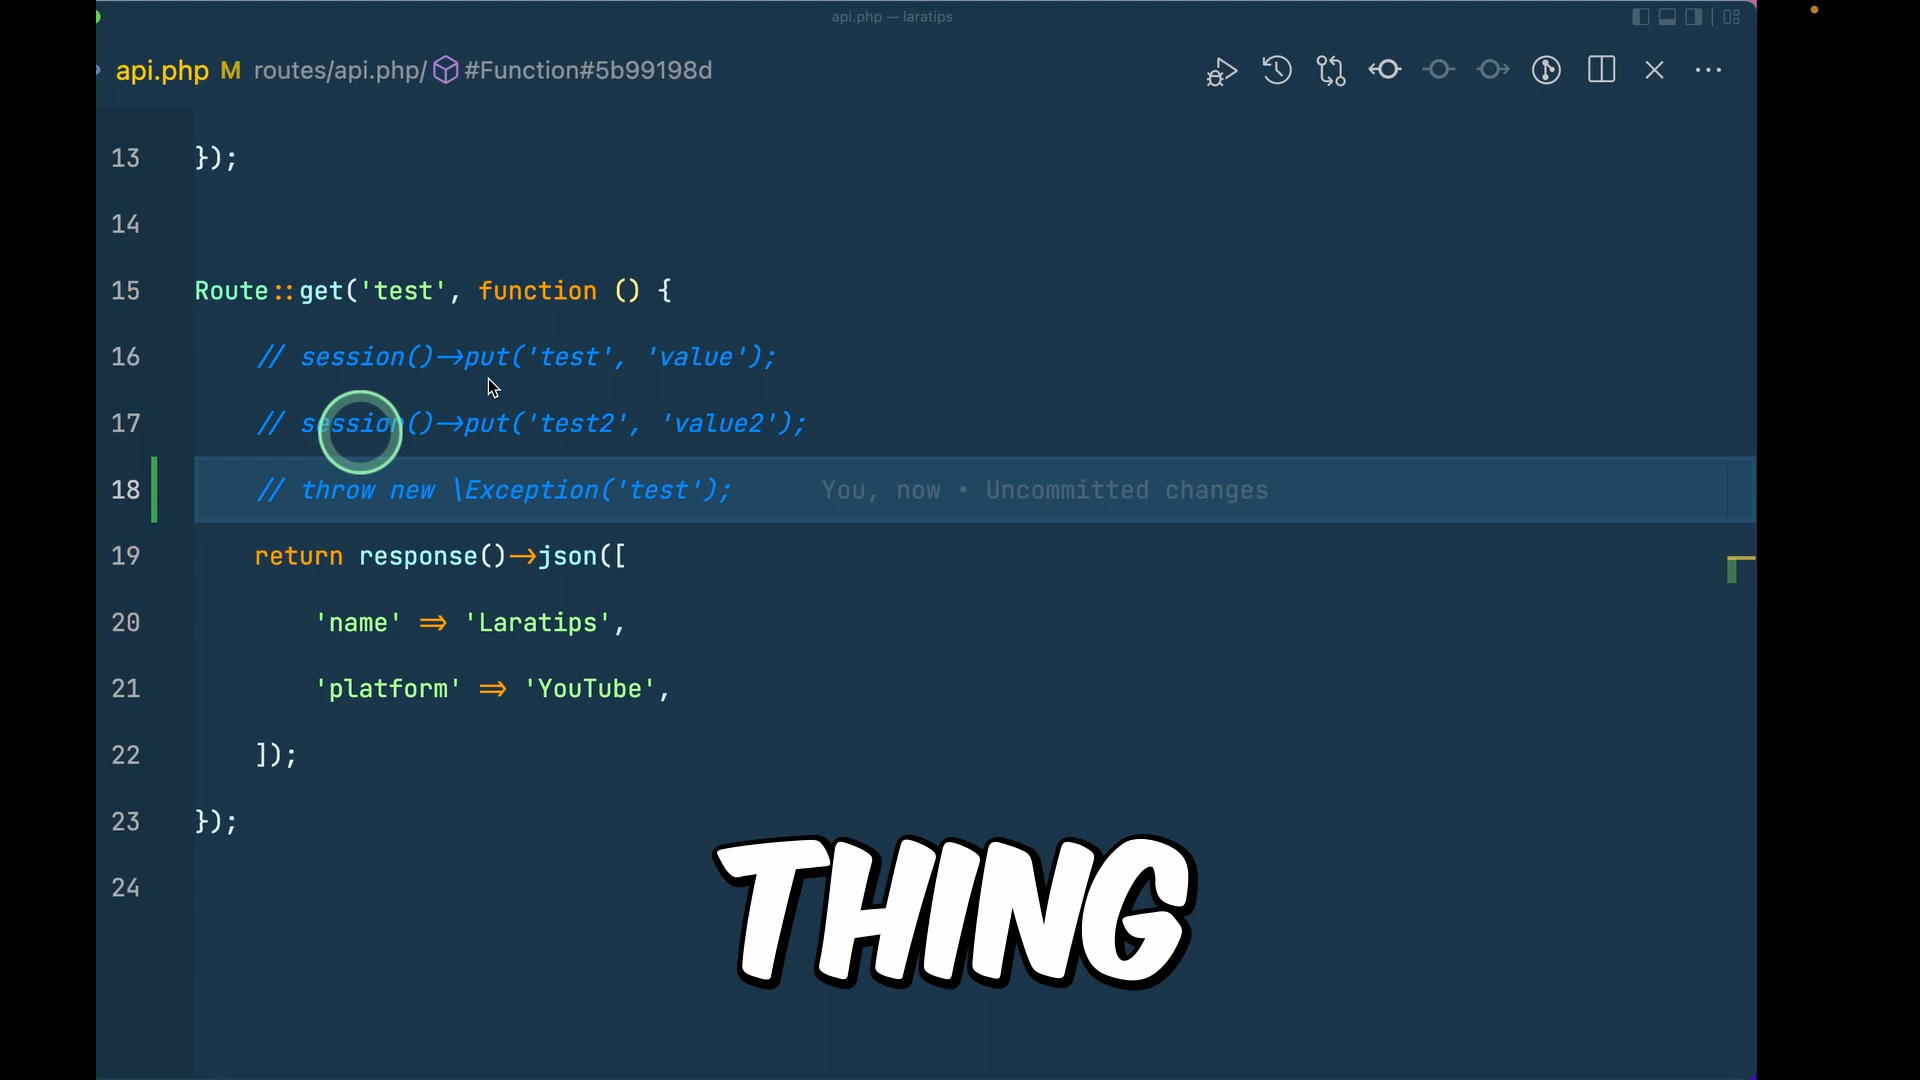 api.php — laratips
api.php M routes/api.php/ #Function#5b99198d
13 });
14
15 Route::get('test', function () {
16 // session()->put('test', 'value');
17 // session()->put('test2', 'value2');
18 // throw new \Exception('test'); You, now • Uncommitted changes
19 return response()->json([
20 'name' => 'Laratips',
21 'platform' => 'YouTube',
22 ]);
23 });
24
THING